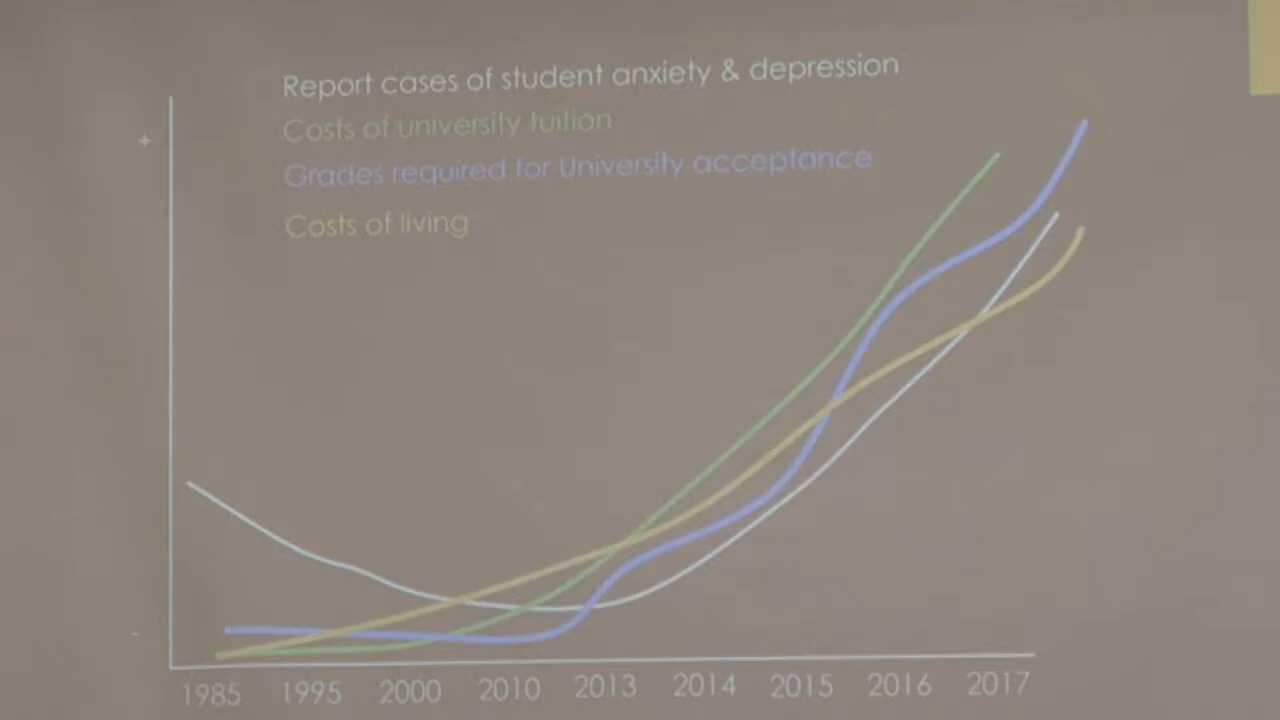 Report cases of student anxiety & depression
Costs of university tuition
+
Grades required for University acceptance
Costs of living
-
1985 1995 2000 2010 2013 2014 2015 2016 2017